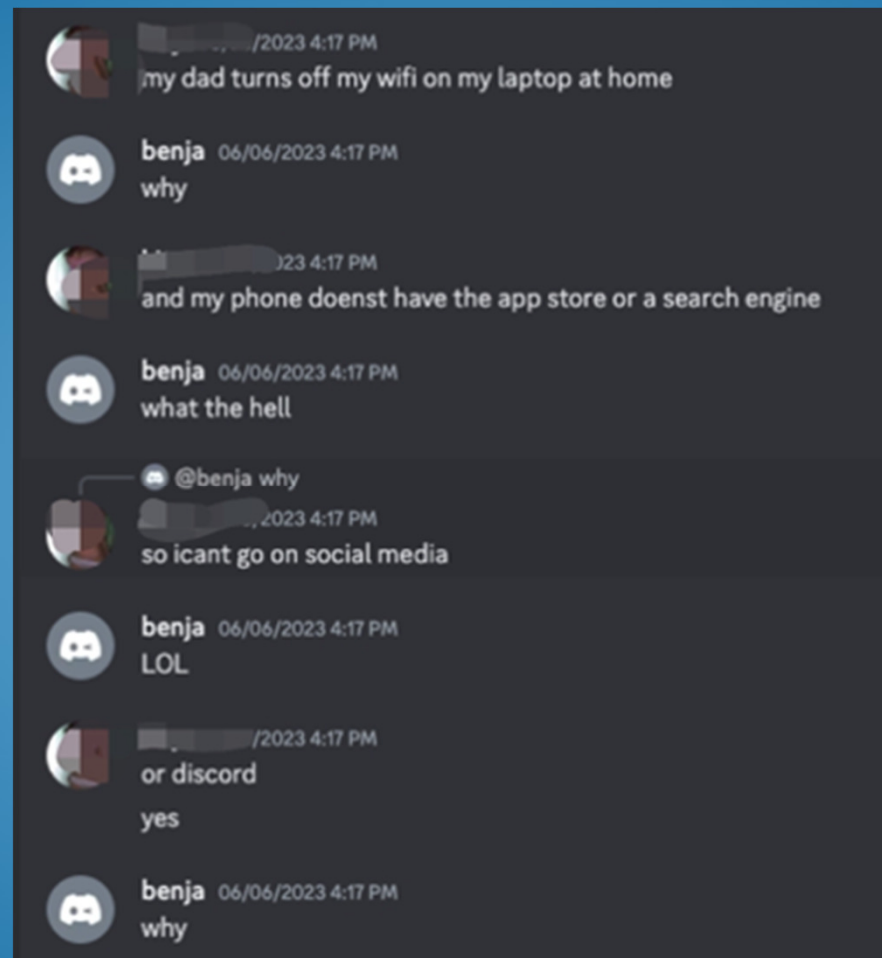 /2023 4:17 PM
my dad turns off my wifi on my laptop at home
benja 06/06/2023 4:17 PM
why
023 4:17 PM
and my phone doenst have the app store or a search engine
benja 06/06/2023 4:17 PM
what the hell
@benja why
2023 4:17 PM
so icant go on social media
benja 06/06/2023 4:17 PM
LOL
/2023 4:17 PM
or discord
yes
benja 06/06/2023 4:17 PM
why